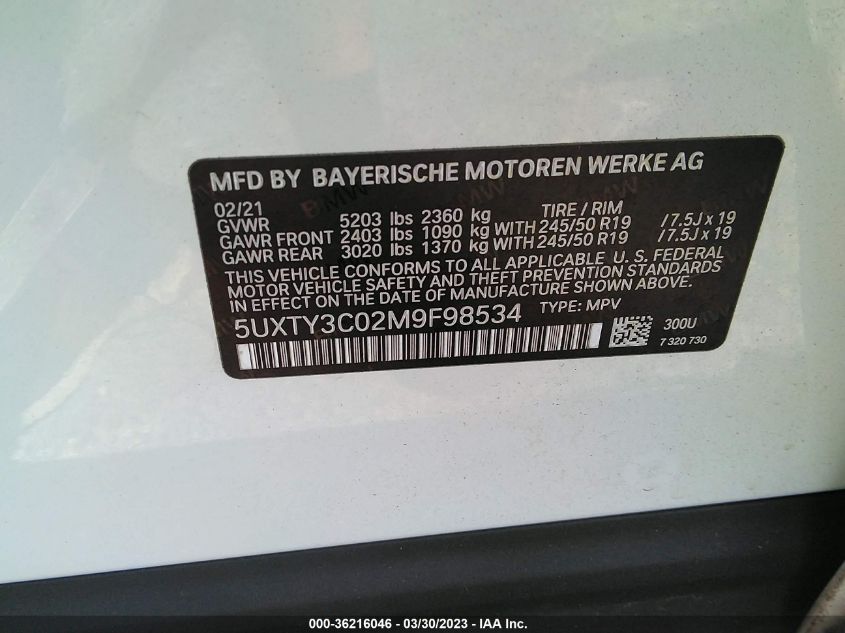 MFD BY BAYERISCHE MOTOREN WERKE AG
02/21 TIRE / RIM
GVWR 5203 lbs 2360 kg
GAWR FRONT 2403 lbs 1090 kg WITH 245/50 R19 / 7.5J x 19
GAWR REAR 3020 lbs 1370 kg WITH 245/50 R19 / 7.5J x 19
THIS VEHICLE CONFORMS TO ALL APPLICABLE U. S. FEDERAL
MOTOR VEHICLE SAFETY AND THEFT PREVENTION STANDARDS
IN EFFECT ON THE DATE OF MANUFACTURE SHOWN ABOVE.
5UXTY3C02M9F98534 TYPE: MPV
300U
7 320 730
000-36216046 - 03/30/2023 - IAA Inc.